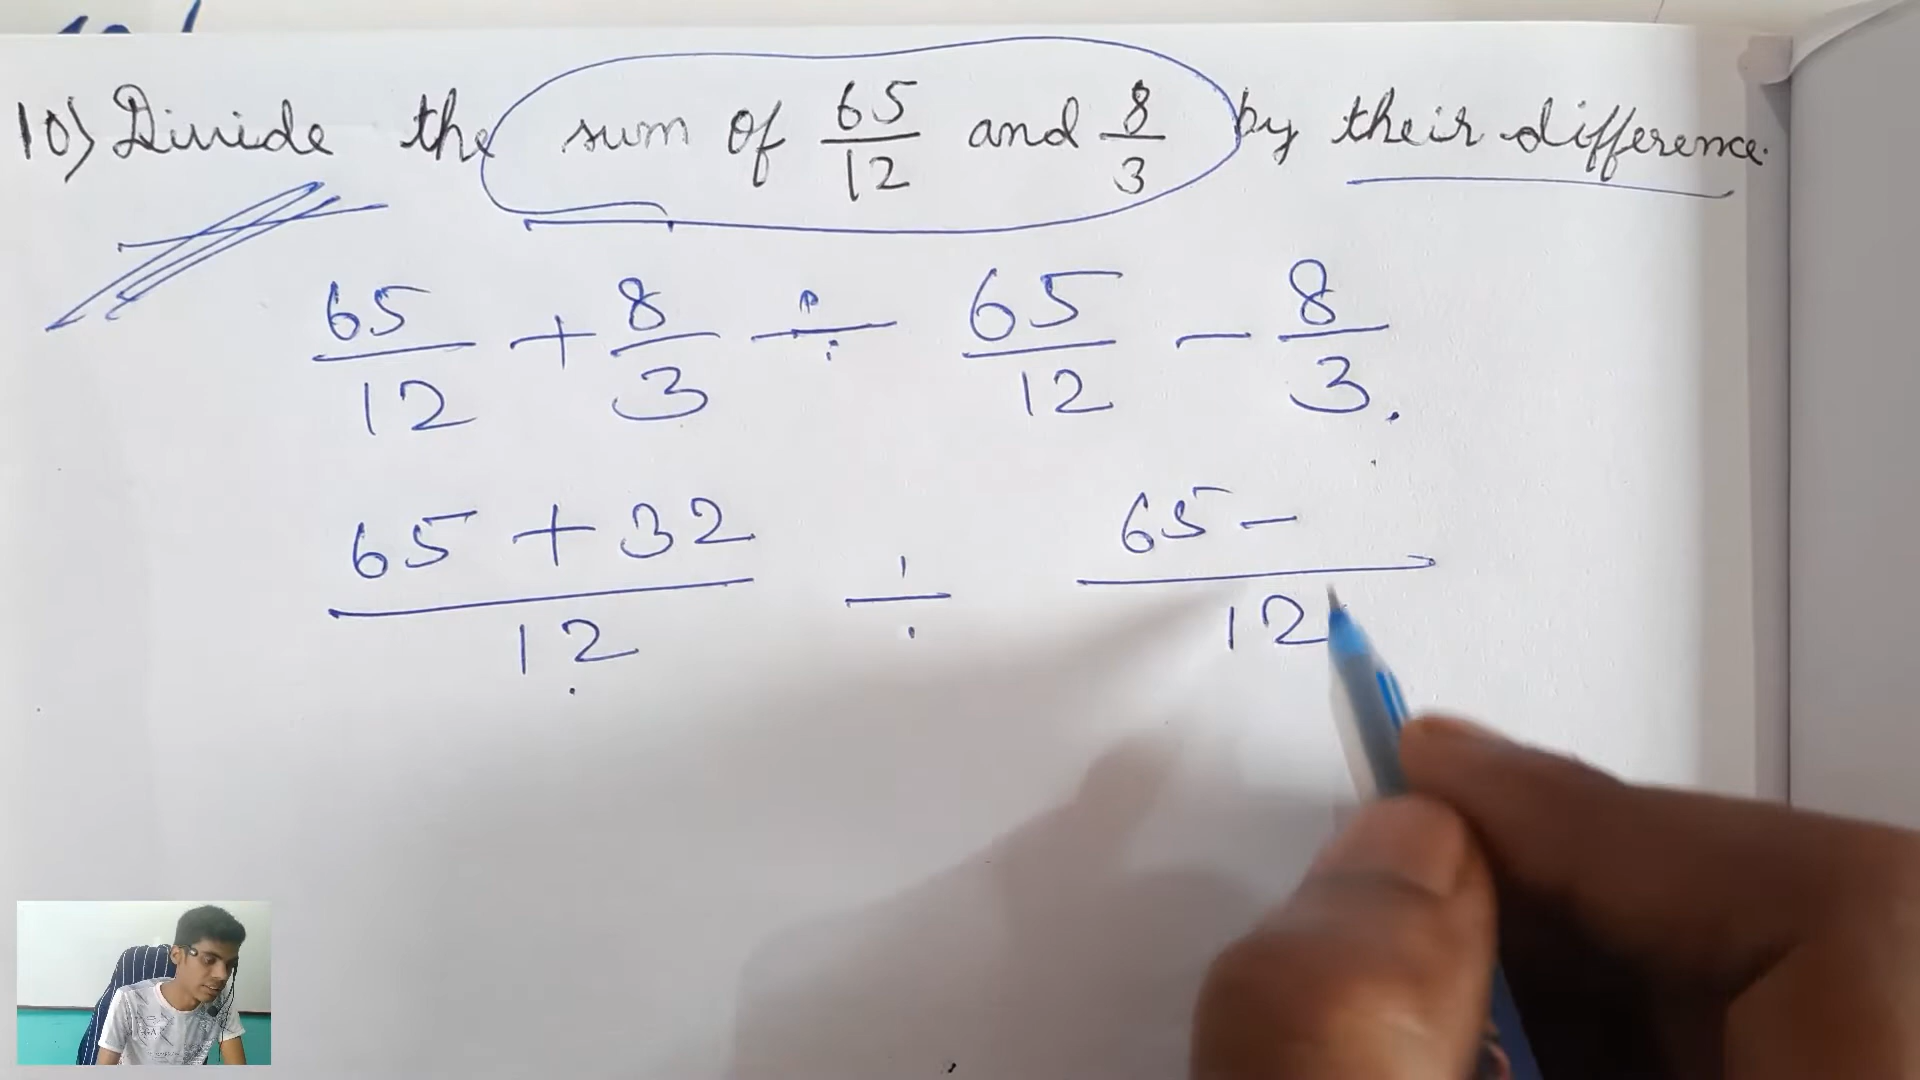 10) Divide the sum of 65/12 and 8/3 by their difference.
65/12 + 8/3 ÷ 65/12 - 8/3.
65 + 32 / 12 ÷ 65 - / 12